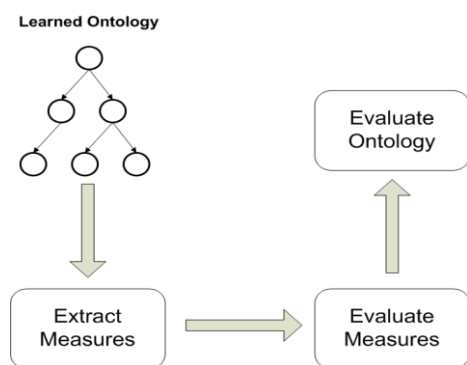 Learned Ontology
Evaluate
Ontology
Extract
Measures
Evaluate
Measures